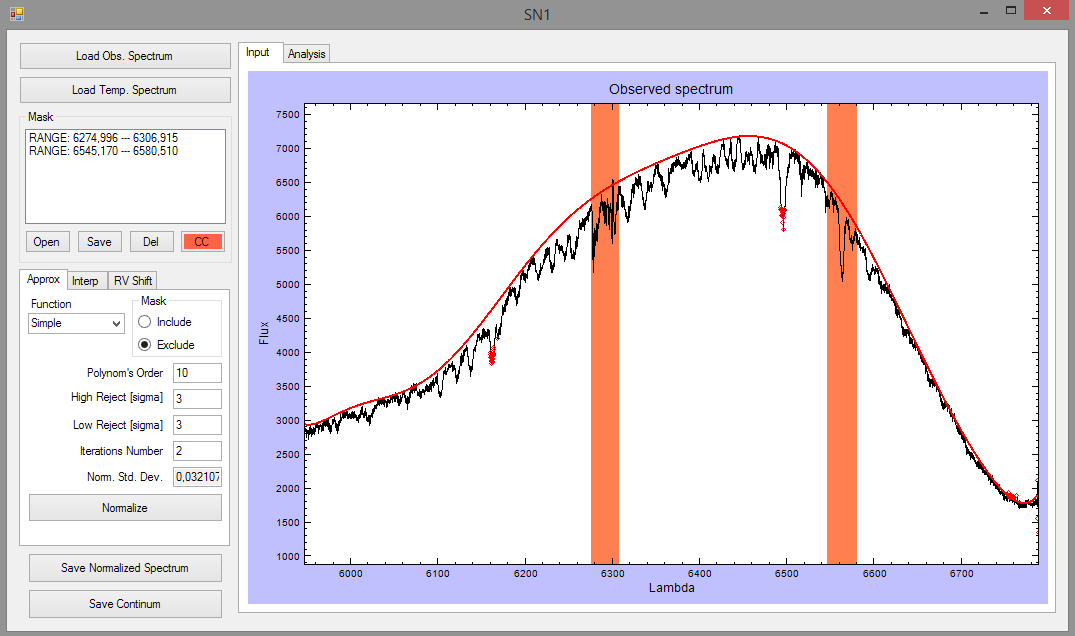 SN1
Load Obs. Spectrum
Load Temp. Spectrum
Mask
RANGE: 6274,996 --- 6306,915
RANGE: 6545,170 --- 6580,510
Open Save Del CC
Approx Interp RV Shift
Function
Simple
Mask
Include
Exclude
Polynom's Order 10
High Reject [sigma] 3
Low Reject [sigma] 3
Iterations Number 2
Norm. Std. Dev. 0,032107
Normalize
Save Normalized Spectrum
Save Continum
Input Analysis
Observed spectrum
Flux
7500
7000
6500
6000
5500
5000
4500
4000
3500
3000
2500
2000
1500
1000
6000 6100 6200 6300 6400 6500 6600 6700
Lambda